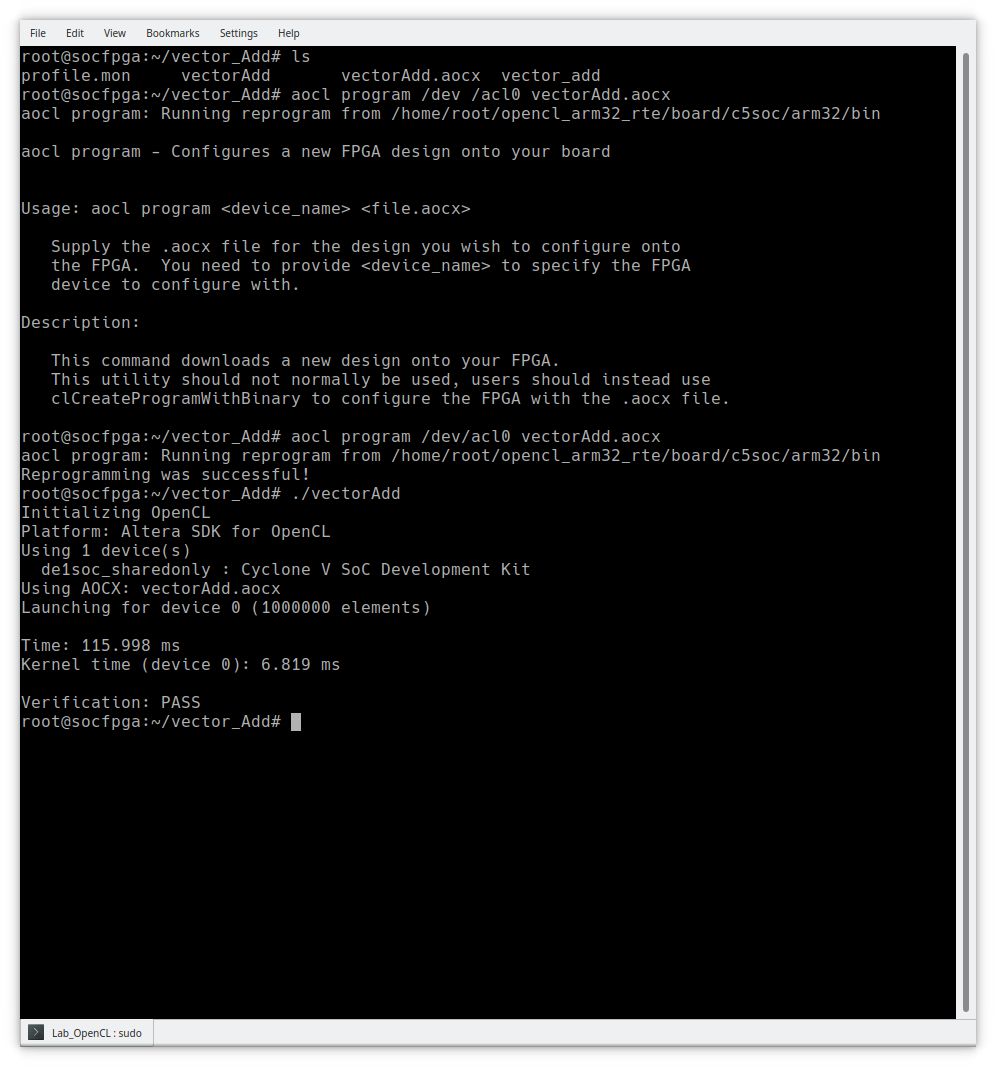 File Edit View Bookmarks Settings Help
root@socfpga:~/vector_Add# ls
profile.mon     vectorAdd       vectorAdd.aocx  vector_add
root@socfpga:~/vector_Add# aocl program /dev /acl0 vectorAdd.aocx
aocl program: Running reprogram from /home/root/opencl_arm32_rte/board/c5soc/arm32/bin
aocl program - Configures a new FPGA design onto your board
Usage: aocl program <device_name> <file.aocx>
   Supply the .aocx file for the design you wish to configure onto
   the FPGA.  You need to provide <device_name> to specify the FPGA
   device to configure with.
Description:
   This command downloads a new design onto your FPGA.
   This utility should not normally be used, users should instead use
   clCreateProgramWithBinary to configure the FPGA with the .aocx file.
root@socfpga:~/vector_Add# aocl program /dev/acl0 vectorAdd.aocx
aocl program: Running reprogram from /home/root/opencl_arm32_rte/board/c5soc/arm32/bin
Reprogramming was successful!
root@socfpga:~/vector_Add# ./vectorAdd
Initializing OpenCL
Platform: Altera SDK for OpenCL
Using 1 device(s)
  de1soc_sharedonly : Cyclone V SoC Development Kit
Using AOCX: vectorAdd.aocx
Launching for device 0 (1000000 elements)
Time: 115.998 ms
Kernel time (device 0): 6.819 ms
Verification: PASS
root@socfpga:~/vector_Add#
Lab_OpenCL : sudo